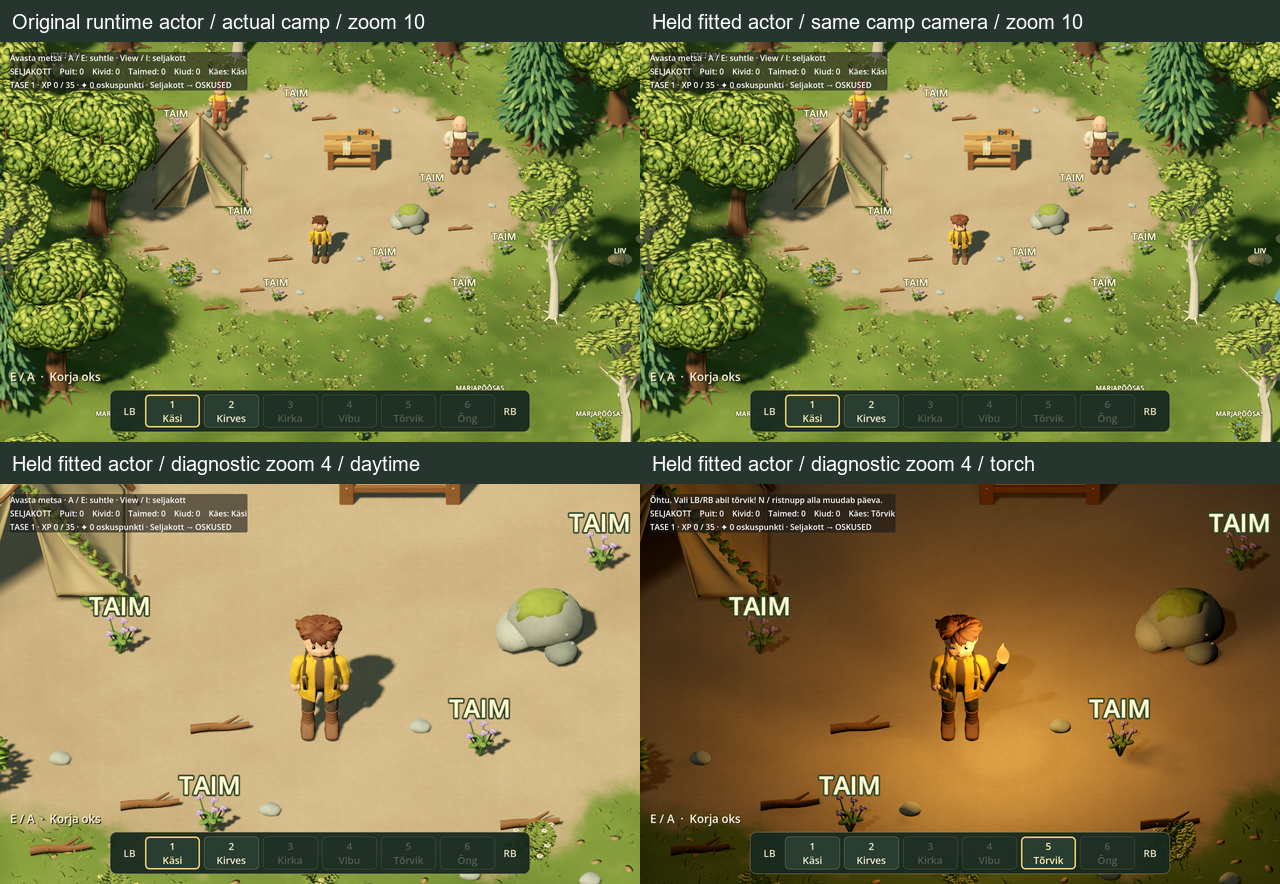 Original runtime actor / actual camp / zoom 10
Avasta metsa · A / E: suhtle · View / I: seljakott
SELJAKOTT Puit: 0 Kivid: 0 Taimed: 0 Kiud: 0 Käes: Käsi
TASE 1 · XP 0 / 35 · ✦ 0 oskuspunkti · Seljakott → OSKUSED
TAIM
TAIM
TAIM
TAIM
TAIM
TAIM
LIIV
TAIM
TAIM
E / A · Korja oks
MARJAPÕÕSAS
MAR
MARJAPÕÕSAS
LB
1
Käsi
2
Kirves
3
Kirka
4
Vibu
5
Tõrvik
6
Õng
RB
Held fitted actor / same camp camera / zoom 10
Avasta metsa · A / E: suhtle · View / I: seljakott
SELJAKOTT Puit: 0 Kivid: 0 Taimed: 0 Kiud: 0 Käes: Käsi
TASE 1 · XP 0 / 35 · ✦ 0 oskuspunkti · Seljakott → OSKUSED
TAIM
TAIM
TAIM
TAIM
TAIM
TAIM
LIIV
TAIM
TAIM
E / A · Korja oks
MARJAPÕÕSAS
MAR
MARJAPÕÕSAS
LB
1
Käsi
2
Kirves
3
Kirka
4
Vibu
5
Tõrvik
6
Õng
RB
Held fitted actor / diagnostic zoom 4 / daytime
Avasta metsa · A / E: suhtle · View / I: seljakott
SELJAKOTT Puit: 0 Kivid: 0 Taimed: 0 Kiud: 0 Käes: Käsi
TASE 1 · XP 0 / 35 · ✦ 0 oskuspunkti · Seljakott → OSKUSED
TAIM
TAIM
TAIM
TAIM
E / A · Korja oks
LB
1
Käsi
2
Kirves
3
Kirka
4
Vibu
5
Tõrvik
6
Õng
RB
Held fitted actor / diagnostic zoom 4 / torch
Õhtu. Vali LB/RB abil tõrvik! N / ristnupp alla muudab päeva.
SELJAKOTT Puit: 0 Kivid: 0 Taimed: 0 Kiud: 0 Käes: Tõrvik
TASE 1 · XP 0 / 35 · ✦ 0 oskuspunkti · Seljakott → OSKUSED
TAIM
TAIM
TAIM
TAIM
E / A · Korja oks
LB
1
Käsi
2
Kirves
3
Kirka
4
Vibu
5
Tõrvik
6
Õng
RB